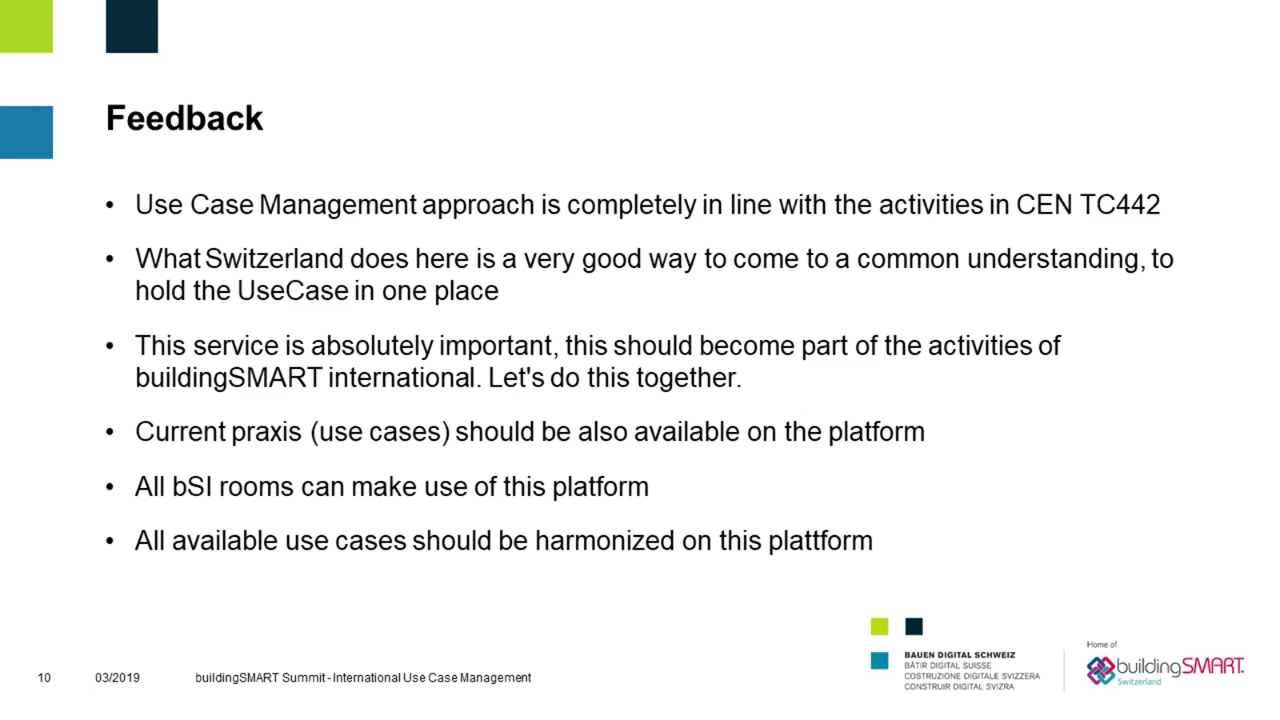 Feedback
• Use Case Management approach is completely in line with the activities in CEN TC442
• What Switzerland does here is a very good way to come to a common understanding, to
hold the UseCase in one place
• This service is absolutely important, this should become part of the activities of
buildingSMART international. Let's do this together.
• Current praxis (use cases) should be also available on the platform
• All bSI rooms can make use of this platform
• All available use cases should be harmonized on this plattform
10 03/2019 buildingSMART Summit - International Use Case Management
BAUEN DIGITAL SCHWEIZ
BÂTIR DIGITAL SUISSE
COSTRUZIONE DIGITALE SVIZZERA
CONSTRUIR DIGITAL SVIZRA
Home of
buildingSMART
Switzerland